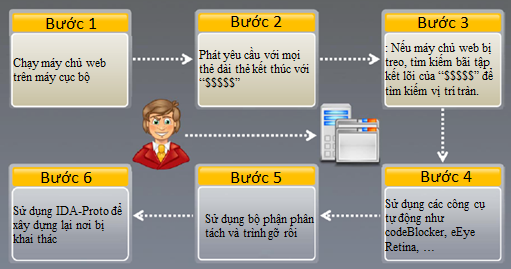 Bước 1
Chạy máy chủ web
trên máy cục bộ
Bước 2
Phát yêu cầu với mọi
thẻ dài thẻ kết thúc với
“$$$$$”
Bước 3
: Nếu máy chủ web bị
treo, tìm kiếm bài tập
kết lõi của “$$$$$” để
tìm kiếm vị trí tràn.
Bước 4
Sử dụng các công cụ
tự động như
codeBlocker, eEye
Retina, …
Bước 5
Sử dụng bộ phận phân
tách và trình gỡ rối
Bước 6
Sử dụng IDA-Proto để
xây dựng lại nơi bị
khai thác